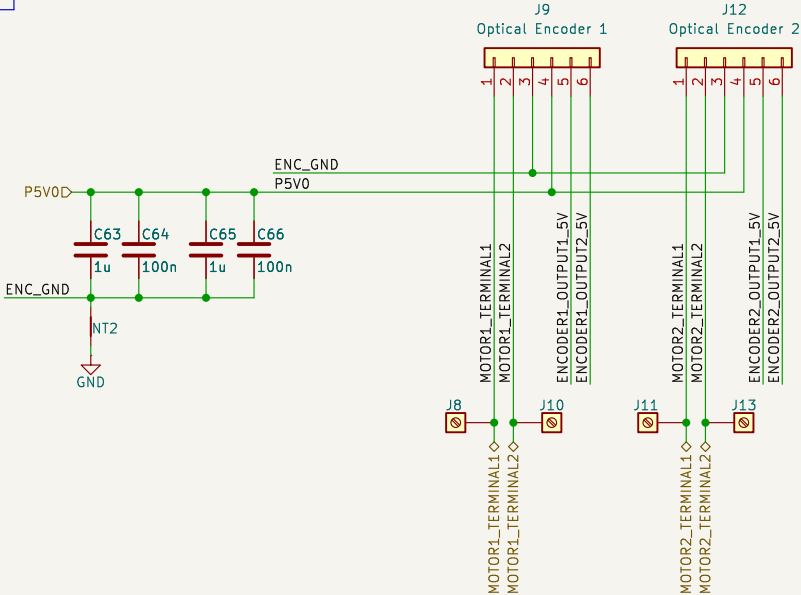 J9
Optical Encoder 1
1
2
3
4
5
6
J12
Optical Encoder 2
1
2
3
4
5
6
ENC_GND
P5V0
P5V0
C63
1u
C64
100n
C65
1u
C66
100n
ENC_GND
NT2
GND
MOTOR1_TERMINAL1
MOTOR1_TERMINAL2
ENCODER1_OUTPUT1_5V
ENCODER1_OUTPUT2_5V
MOTOR2_TERMINAL1
MOTOR2_TERMINAL2
ENCODER2_OUTPUT1_5V
ENCODER2_OUTPUT2_5V
J8
J10
J11
J13
MOTOR1_TERMINAL1
MOTOR1_TERMINAL2
MOTOR2_TERMINAL1
MOTOR2_TERMINAL2